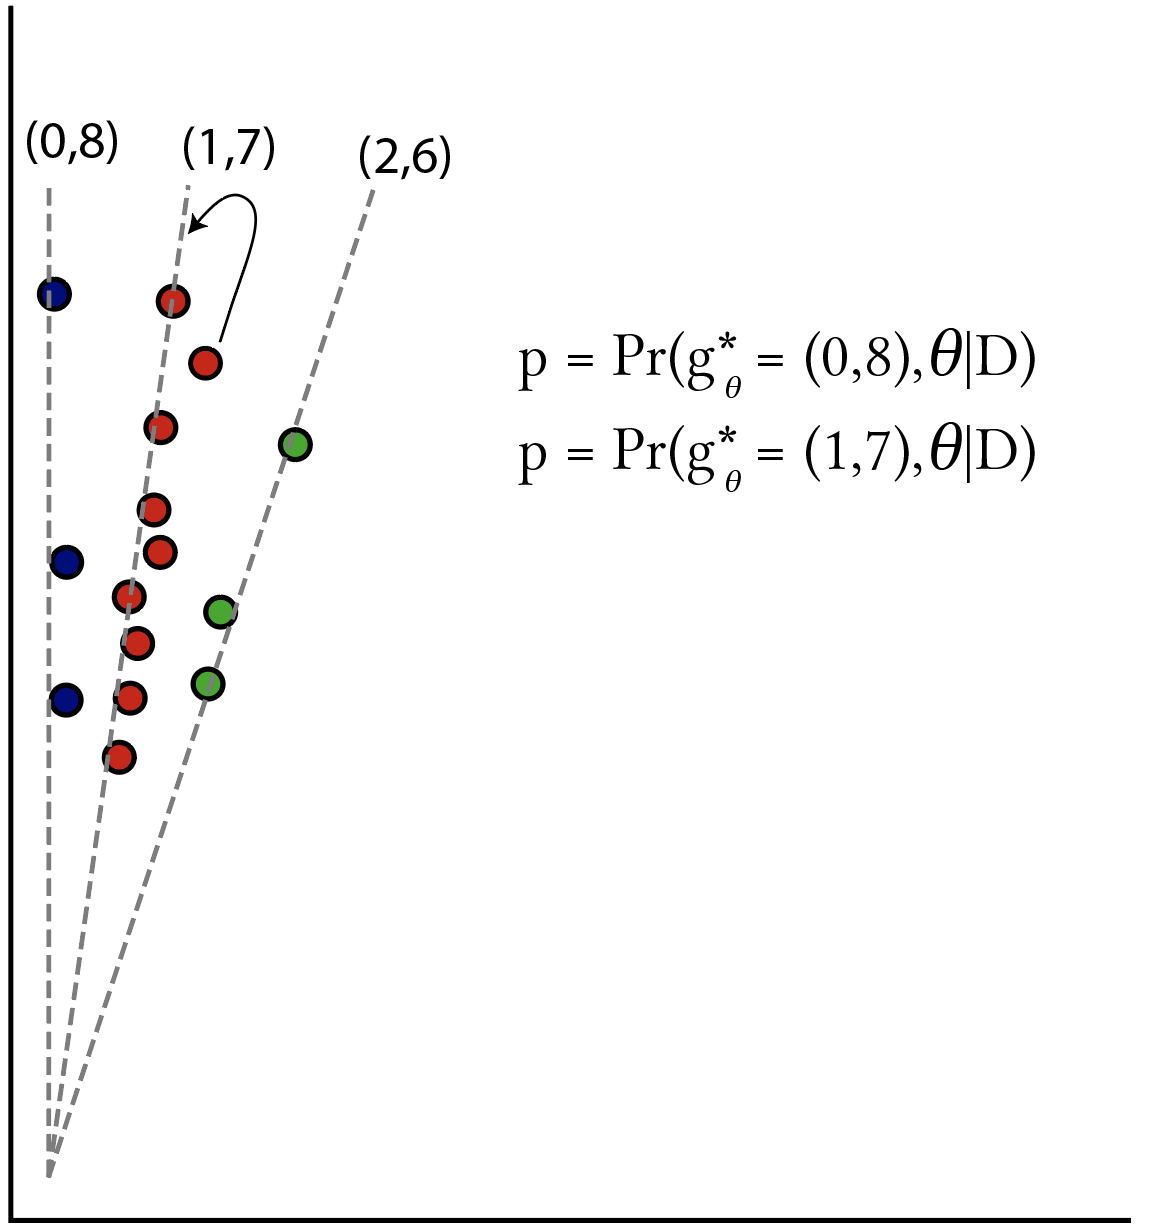 (0,8) (1,7) (2,6)
p = Pr(g*θ = (0,8),θ|D)
p = Pr(g*θ = (1,7),θ|D)